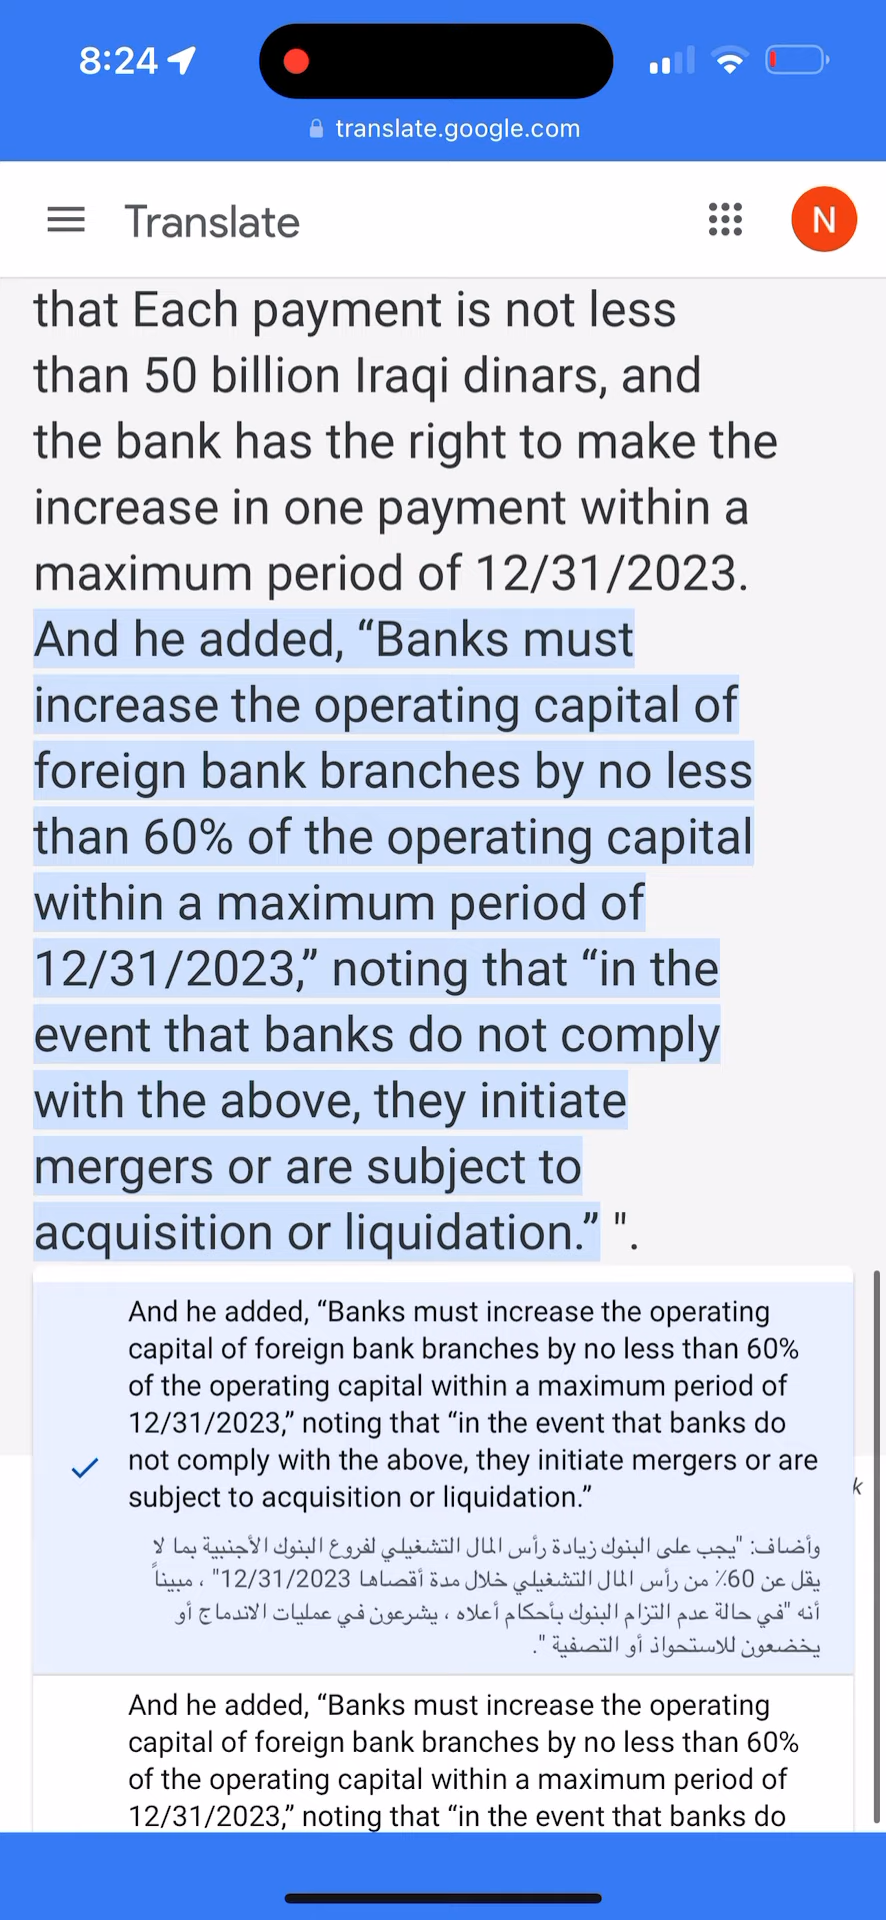 8:24
translate.google.com
Translate
N
that Each payment is not less
than 50 billion Iraqi dinars, and
the bank has the right to make the
increase in one payment within a
maximum period of 12/31/2023.
And he added, “Banks must
increase the operating capital of
foreign bank branches by no less
than 60% of the operating capital
within a maximum period of
12/31/2023,” noting that “in the
event that banks do not comply
with the above, they initiate
mergers or are subject to
acquisition or liquidation.” ".
And he added, “Banks must increase the operating
capital of foreign bank branches by no less than 60%
of the operating capital within a maximum period of
12/31/2023,” noting that “in the event that banks do
not comply with the above, they initiate mergers or are
subject to acquisition or liquidation.”
k
وأضاف: "يجب على البنوك زيادة رأس المال التشغيلي لفروع البنوك الأجنبية بما لا
يقل عن 60٪ من رأس المال التشغيلي خلال مدة أقصاها 12/31/2023" ، مبيناً
أنه "في حالة عدم التزام البنوك بأحكام أعلاه ، يشرعون في عمليات الاندماج أو
يخضعون للاستحواذ أو التصفية ".
And he added, “Banks must increase the operating
capital of foreign bank branches by no less than 60%
of the operating capital within a maximum period of
12/31/2023,” noting that “in the event that banks do